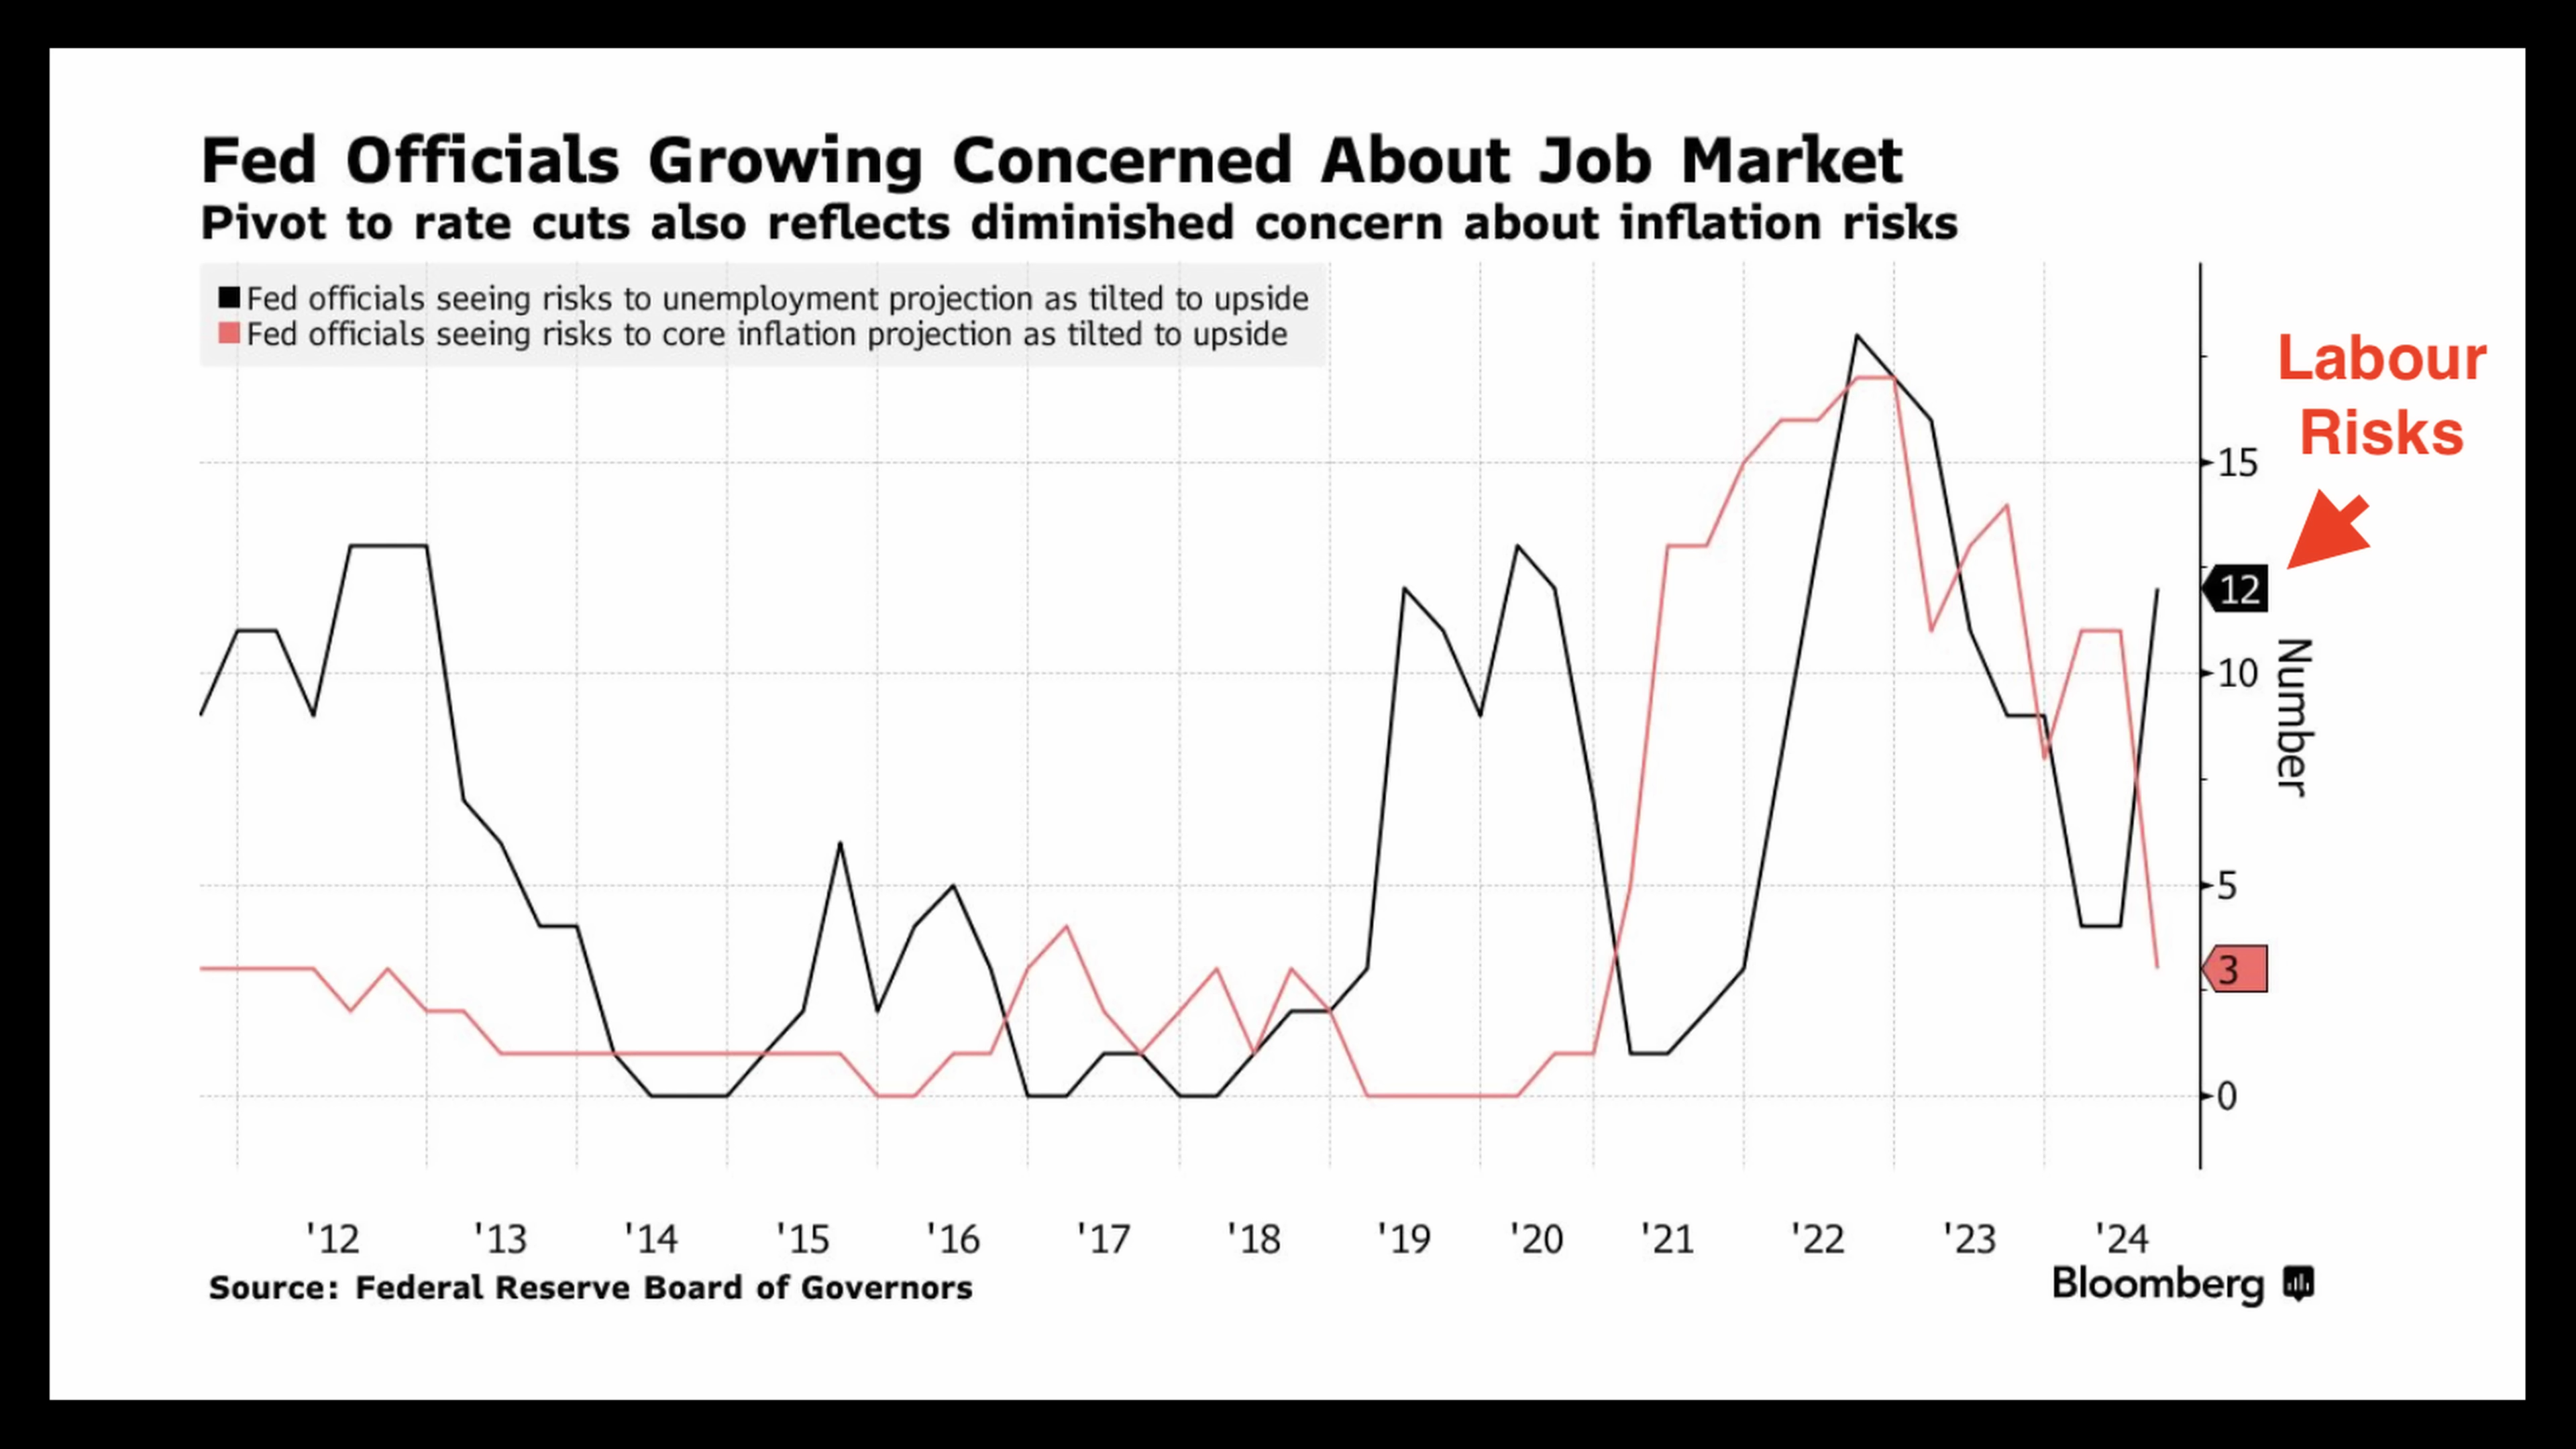 Fed Officials Growing Concerned About Job Market
Pivot to rate cuts also reflects diminished concern about inflation risks
Fed officials seeing risks to unemployment projection as tilted to upside
Fed officials seeing risks to core inflation projection as tilted to upside
Labour
Risks
15
12
10
5
3
0
Number
'12 '13 '14 '15 '16 '17 '18 '19 '20 '21 '22 '23 '24
Source: Federal Reserve Board of Governors
Bloomberg